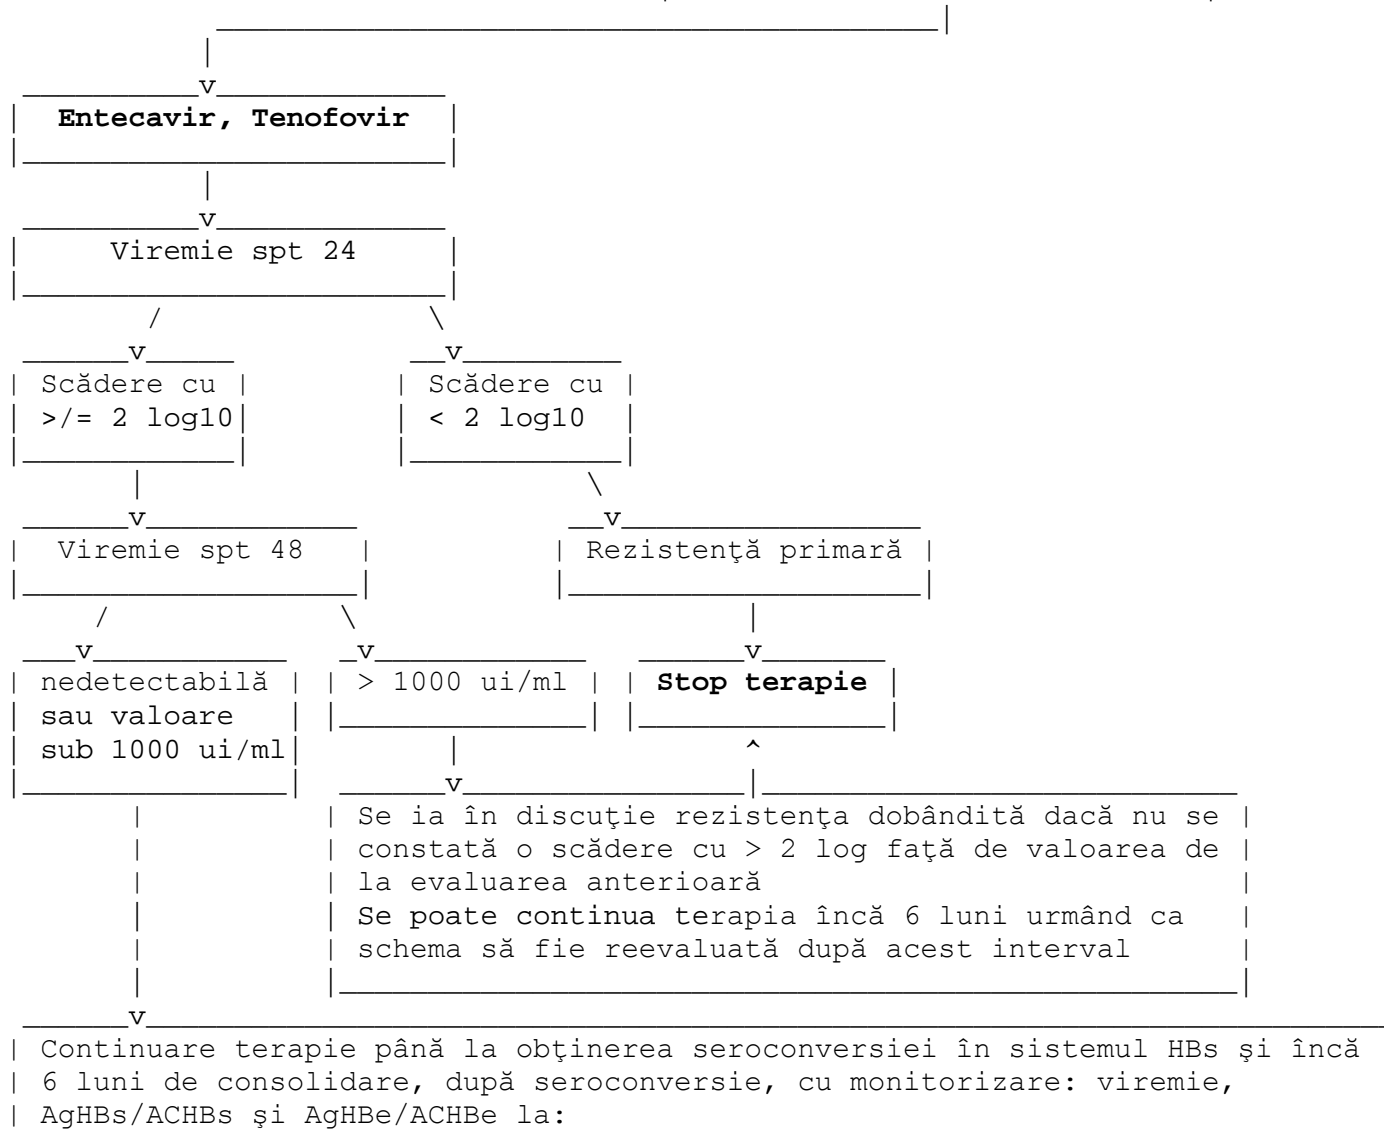 Entecavir, Tenofovir
Viremie spt 24
Scădere cu
>/= 2 log10
Scădere cu
< 2 log10
Viremie spt 48
Rezistenţă primară
nedetectabilă
sau valoare
sub 1000 ui/ml
> 1000 ui/ml
Stop terapie
Se ia în discuţie rezistenţa dobândită dacă nu se
constată o scădere cu > 2 log faţă de valoarea de
la evaluarea anterioară
Se poate continua terapia încă 6 luni urmând ca
schema să fie reevaluată după acest interval
Continuare terapie până la obţinerea seroconversiei în sistemul HBs şi încă
6 luni de consolidare, după seroconversie, cu monitorizare: viremie,
AgHBs/ACHBs şi AgHBe/ACHBe la: